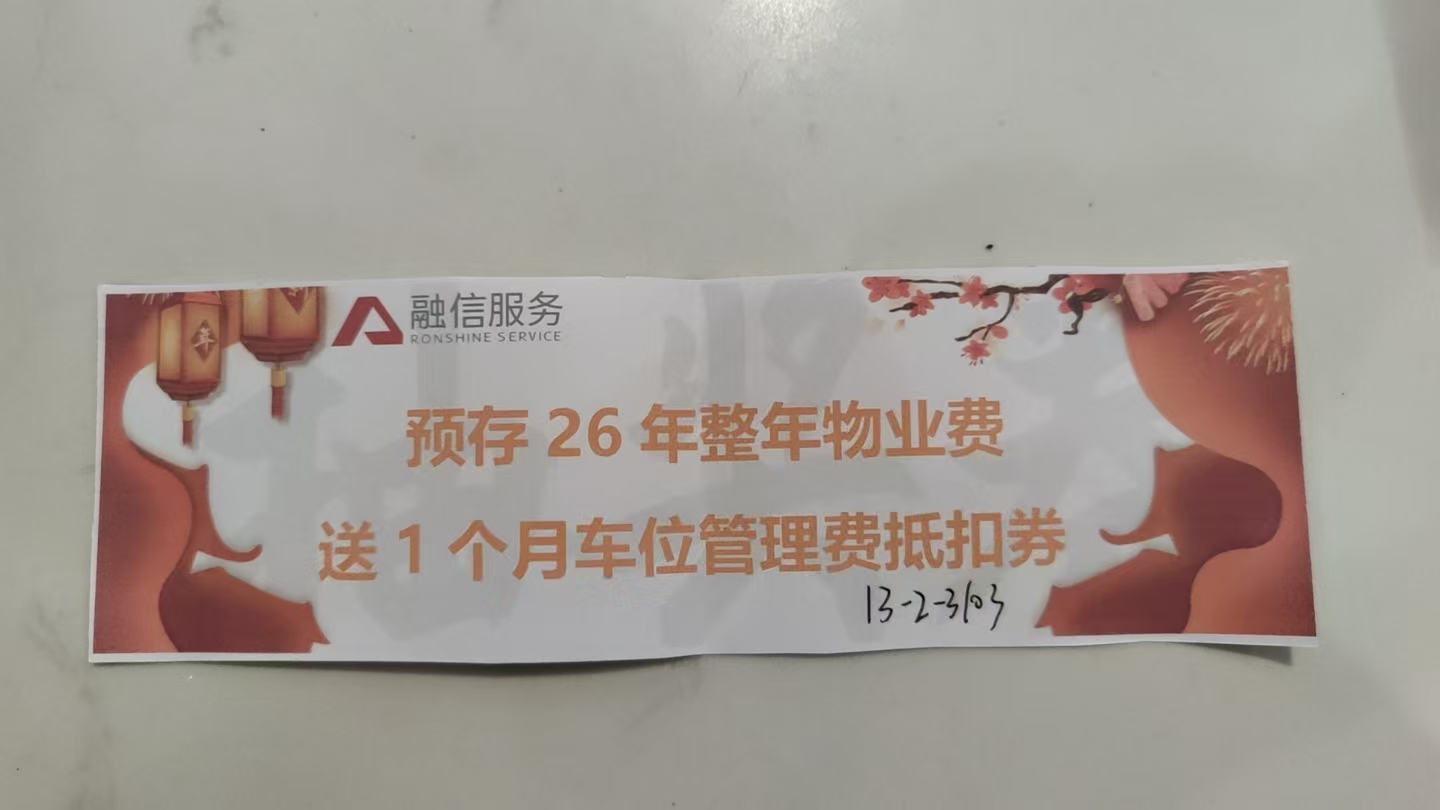 融信服务
RONSHINE SERVICE
预存 26 年整年物业费
送 1 个月车位管理费抵扣券
13-2-3103